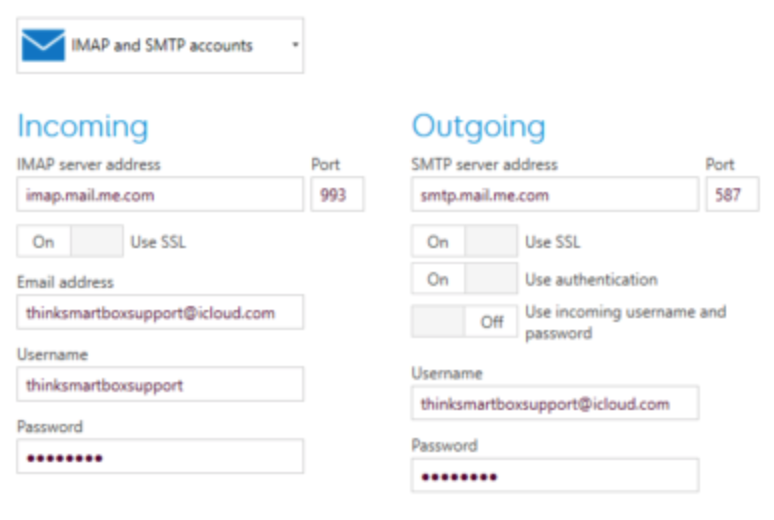 IMAP and SMTP accounts
Incoming
IMAP server address Port
imap.mail.me.com 993
On Use SSL
Email address
thinksmartboxsupport@icloud.com
Username
thinksmartboxsupport
Password
••••••••
Outgoing
SMTP server address Port
smtp.mail.me.com 587
On Use SSL
On Use authentication
Off Use incoming username and
password
Username
thinksmartboxsupport@icloud.com
Password
••••••••